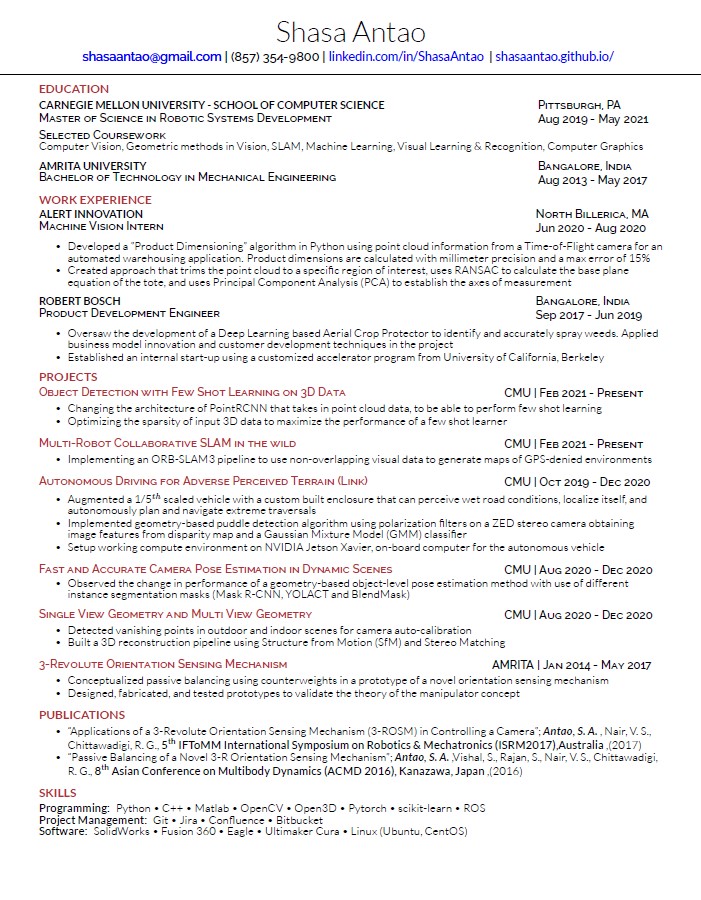 Shasa Antao
shasaantao@gmail.com | (857) 354-9800 | linkedin.com/in/ShasaAntao | shasaantao.github.io/
EDUCATION
CARNEGIE MELLON UNIVERSITY - SCHOOL OF COMPUTER SCIENCE Pittsburgh, PA
Master of Science in Robotic Systems Development Aug 2019 - May 2021
Selected Coursework
Computer Vision, Geometric methods in Vision, SLAM, Machine Learning, Visual Learning & Recognition, Computer Graphics
AMRITA UNIVERSITY Bangalore, India
Bachelor of Technology in Mechanical Engineering Aug 2013 - May 2017
WORK EXPERIENCE
ALERT INNOVATION North Billerica, MA
Machine Vision Intern Jun 2020 - Aug 2020
• Developed a "Product Dimensioning" algorithm in Python using point cloud information from a Time-of-Flight camera for an
automated warehousing application. Product dimensions are calculated with millimeter precision and a max error of 15%
• Created approach that trims the point cloud to a specific region of interest, uses RANSAC to calculate the base plane
equation of the tote, and uses Principal Component Analysis (PCA) to establish the axes of measurement
ROBERT BOSCH Bangalore, India
Product Development Engineer Sep 2017 - Jun 2019
• Oversaw the development of a Deep Learning based Aerial Crop Protector to identify and accurately spray weeds. Applied
business model innovation and customer development techniques in the project
• Established an internal start-up using a customized accelerator program from University of California, Berkeley
PROJECTS
Object Detection with Few Shot Learning on 3D Data CMU | Feb 2021 - Present
• Changing the architecture of PointRCNN that takes in point cloud data, to be able to perform few shot learning
• Optimizing the sparsity of input 3D data to maximize the performance of a few shot learner
Multi-Robot Collaborative SLAM in the wild CMU | Feb 2021 - Present
• Implementing an ORB-SLAM3 pipeline to use non-overlapping visual data to generate maps of GPS-denied environments
Autonomous Driving for Adverse Perceived Terrain (Link) CMU | Oct 2019 - Dec 2020
• Augmented a 1/5th scaled vehicle with a custom built enclosure that can perceive wet road conditions, localize itself, and
autonomously plan and navigate extreme traversals
• Implemented geometry-based puddle detection algorithm using polarization filters on a ZED stereo camera obtaining
image features from disparity map and a Gaussian Mixture Model (GMM) classifier
• Setup working compute environment on NVIDIA Jetson Xavier, on-board computer for the autonomous vehicle
Fast and Accurate Camera Pose Estimation in Dynamic Scenes CMU | Aug 2020 - Dec 2020
• Observed the change in performance of a geometry-based object-level pose estimation method with use of different
instance segmentation masks (Mask R-CNN, YOLACT and BlendMask)
Single View Geometry and Multi View Geometry CMU | Aug 2020 - Dec 2020
• Detected vanishing points in outdoor and indoor scenes for camera auto-calibration
• Built a 3D reconstruction pipeline using Structure from Motion (SfM) and Stereo Matching
3-Revolute Orientation Sensing Mechanism AMRITA | Jan 2014 - May 2017
• Conceptualized passive balancing using counterweights in a prototype of a novel orientation sensing mechanism
• Designed, fabricated, and tested prototypes to validate the theory of the manipulator concept
PUBLICATIONS
• "Applications of a 3-Revolute Orientation Sensing Mechanism (3-ROSM) in Controlling a Camera"; Antao, S. A. , Nair, V. S.,
Chittawadigi, R. G., 5th IFToMM International Symposium on Robotics & Mechatronics (ISRM2017),Australia ,(2017)
• "Passive Balancing of a Novel 3-R Orientation Sensing Mechanism"; Antao, S. A. ,Vishal, S., Rajan, S., Nair, V. S., Chittawadigi,
R. G., 8th Asian Conference on Multibody Dynamics (ACMD 2016), Kanazawa, Japan ,(2016)
SKILLS
Programming: Python • C++ • Matlab • OpenCV • Open3D • Pytorch • scikit-learn • ROS
Project Management: Git • Jira • Confluence • Bitbucket
Software: SolidWorks • Fusion 360 • Eagle • Ultimaker Cura • Linux (Ubuntu, CentOS)